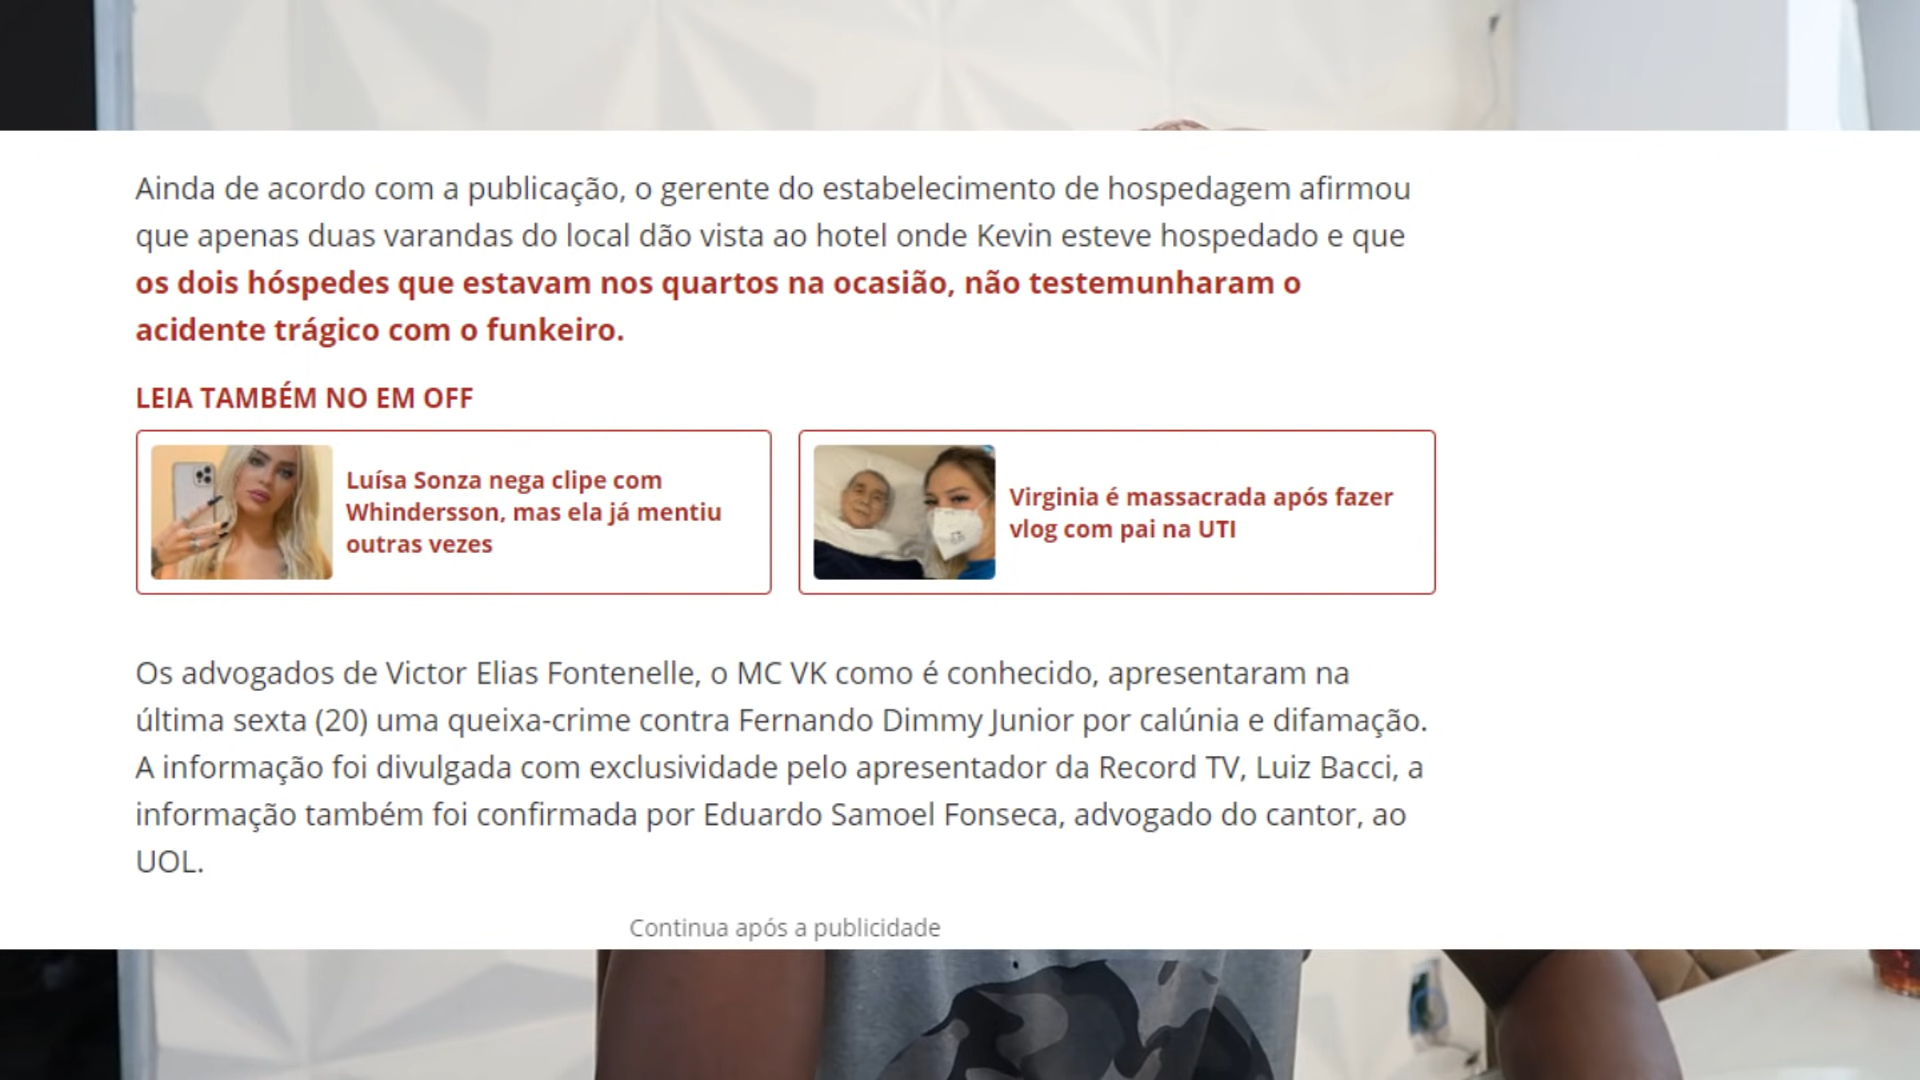 Ainda de acordo com a publicação, o gerente do estabelecimento de hospedagem afirmou
que apenas duas varandas do local dão vista ao hotel onde Kevin esteve hospedado e que
os dois hóspedes que estavam nos quartos na ocasião, não testemunharam o
acidente trágico com o funkeiro.
LEIA TAMBÉM NO EM OFF
Luísa Sonza nega clipe com
Whindersson, mas ela já mentiu
outras vezes
Virginia é massacrada após fazer
vlog com pai na UTI
Os advogados de Victor Elias Fontenelle, o MC VK como é conhecido, apresentaram na
última sexta (20) uma queixa-crime contra Fernando Dimmy Junior por calúnia e difamação.
A informação foi divulgada com exclusividade pelo apresentador da Record TV, Luiz Bacci, a
informação também foi confirmada por Eduardo Samoel Fonseca, advogado do cantor, ao
UOL.
Continua após a publicidade